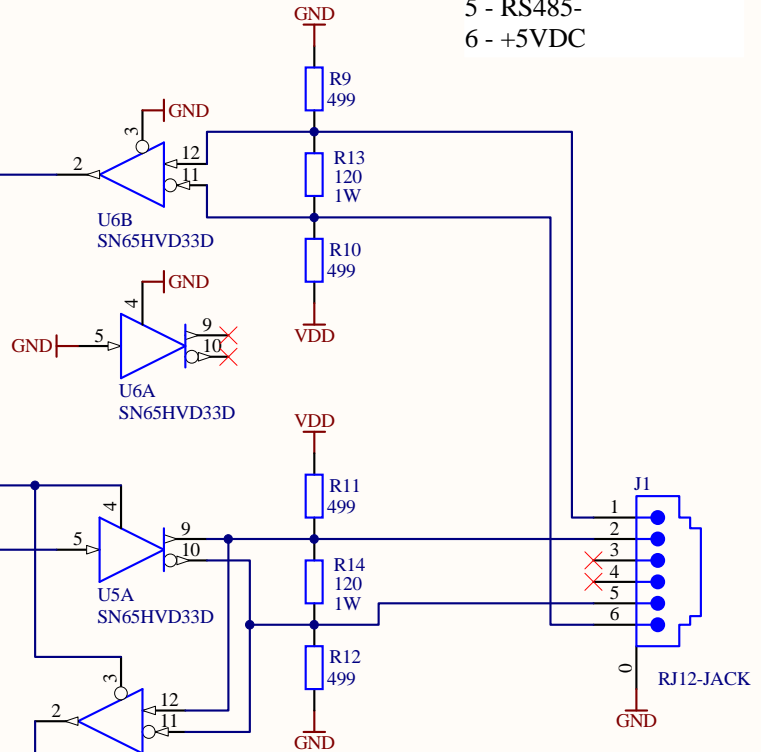 5 - RS485-
6 - +5VDC
GND
R9
499
3
GND
2
12
11
R13
120
1W
U6B
SN65HVD33D
R10
499
GND
4
5
9
10
GND
VDD
U6A
SN65HVD33D
VDD
R11
499
J1
4
1
2
3
4
5
6
5
9
10
R14
120
1W
U5A
SN65HVD33D
R12
499
3
2
12
11
0
RJ12-JACK
GND
GND